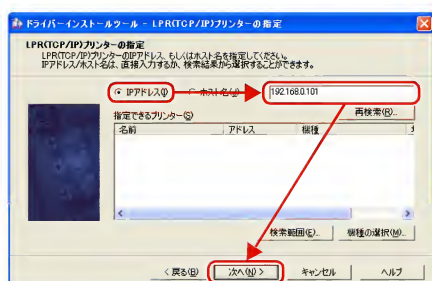 ドライバーインストールツール - LPR(TCP/IP)プリンターの指定
LPR(TCP/IP)プリンターの指定
LPR(TCP/IP)プリンターのIPアドレス、もしくはホスト名を指定してください。
IPアドレス/ホスト名は、直接入力するか、検索結果から選択することができます。
IPアドレス(I) ホスト名(J) 192.168.0.101
指定できるプリンター(S) 再検索(R)...
名前 アドレス 機種
検索範囲(E)... 機種の選択(M)...
< 戻る(B) 次へ(N) > キャンセル ヘルプ